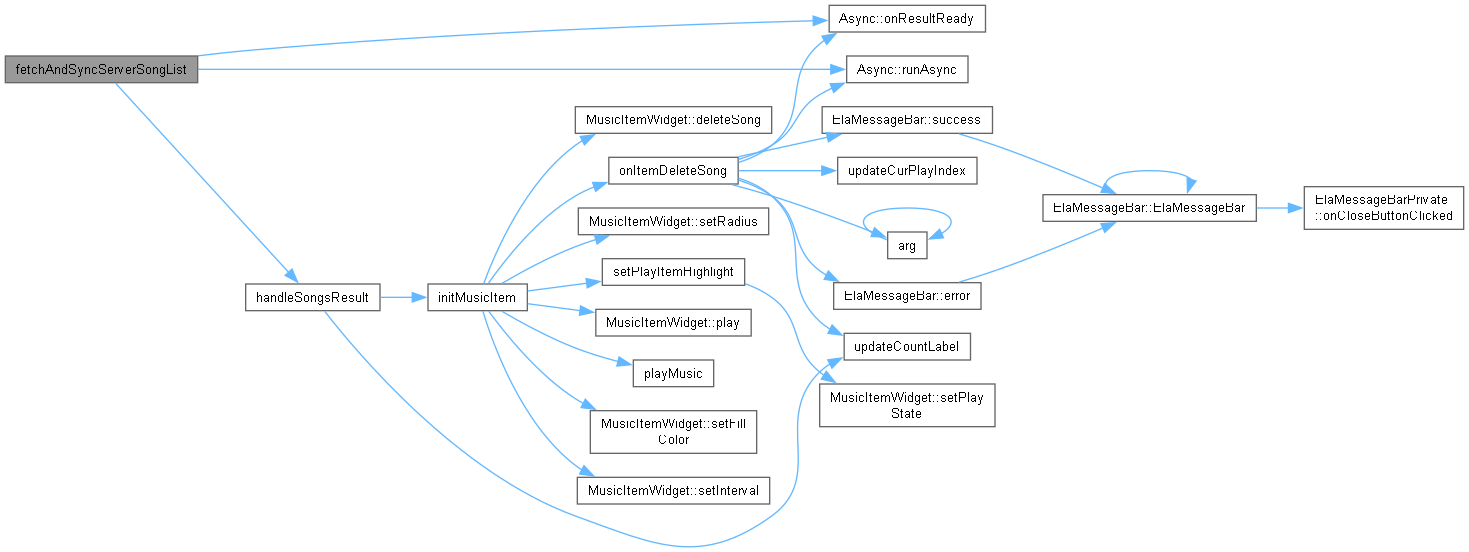 fetchAndSyncServerSongList
handleSongsResult
initMusicItem
MusicItemWidget::deleteSong
onItemDeleteSong
MusicItemWidget::setRadius
setPlayItemHighlight
MusicItemWidget::play
playMusic
MusicItemWidget::setFill
Color
MusicItemWidget::setInterval
Async::onResultReady
Async::runAsync
ElaMessageBar::success
updateCurPlayIndex
arg
ElaMessageBar::error
updateCountLabel
MusicItemWidget::setPlay
State
ElaMessageBar::ElaMessageBar
ElaMessageBarPrivate
::onCloseButtonClicked